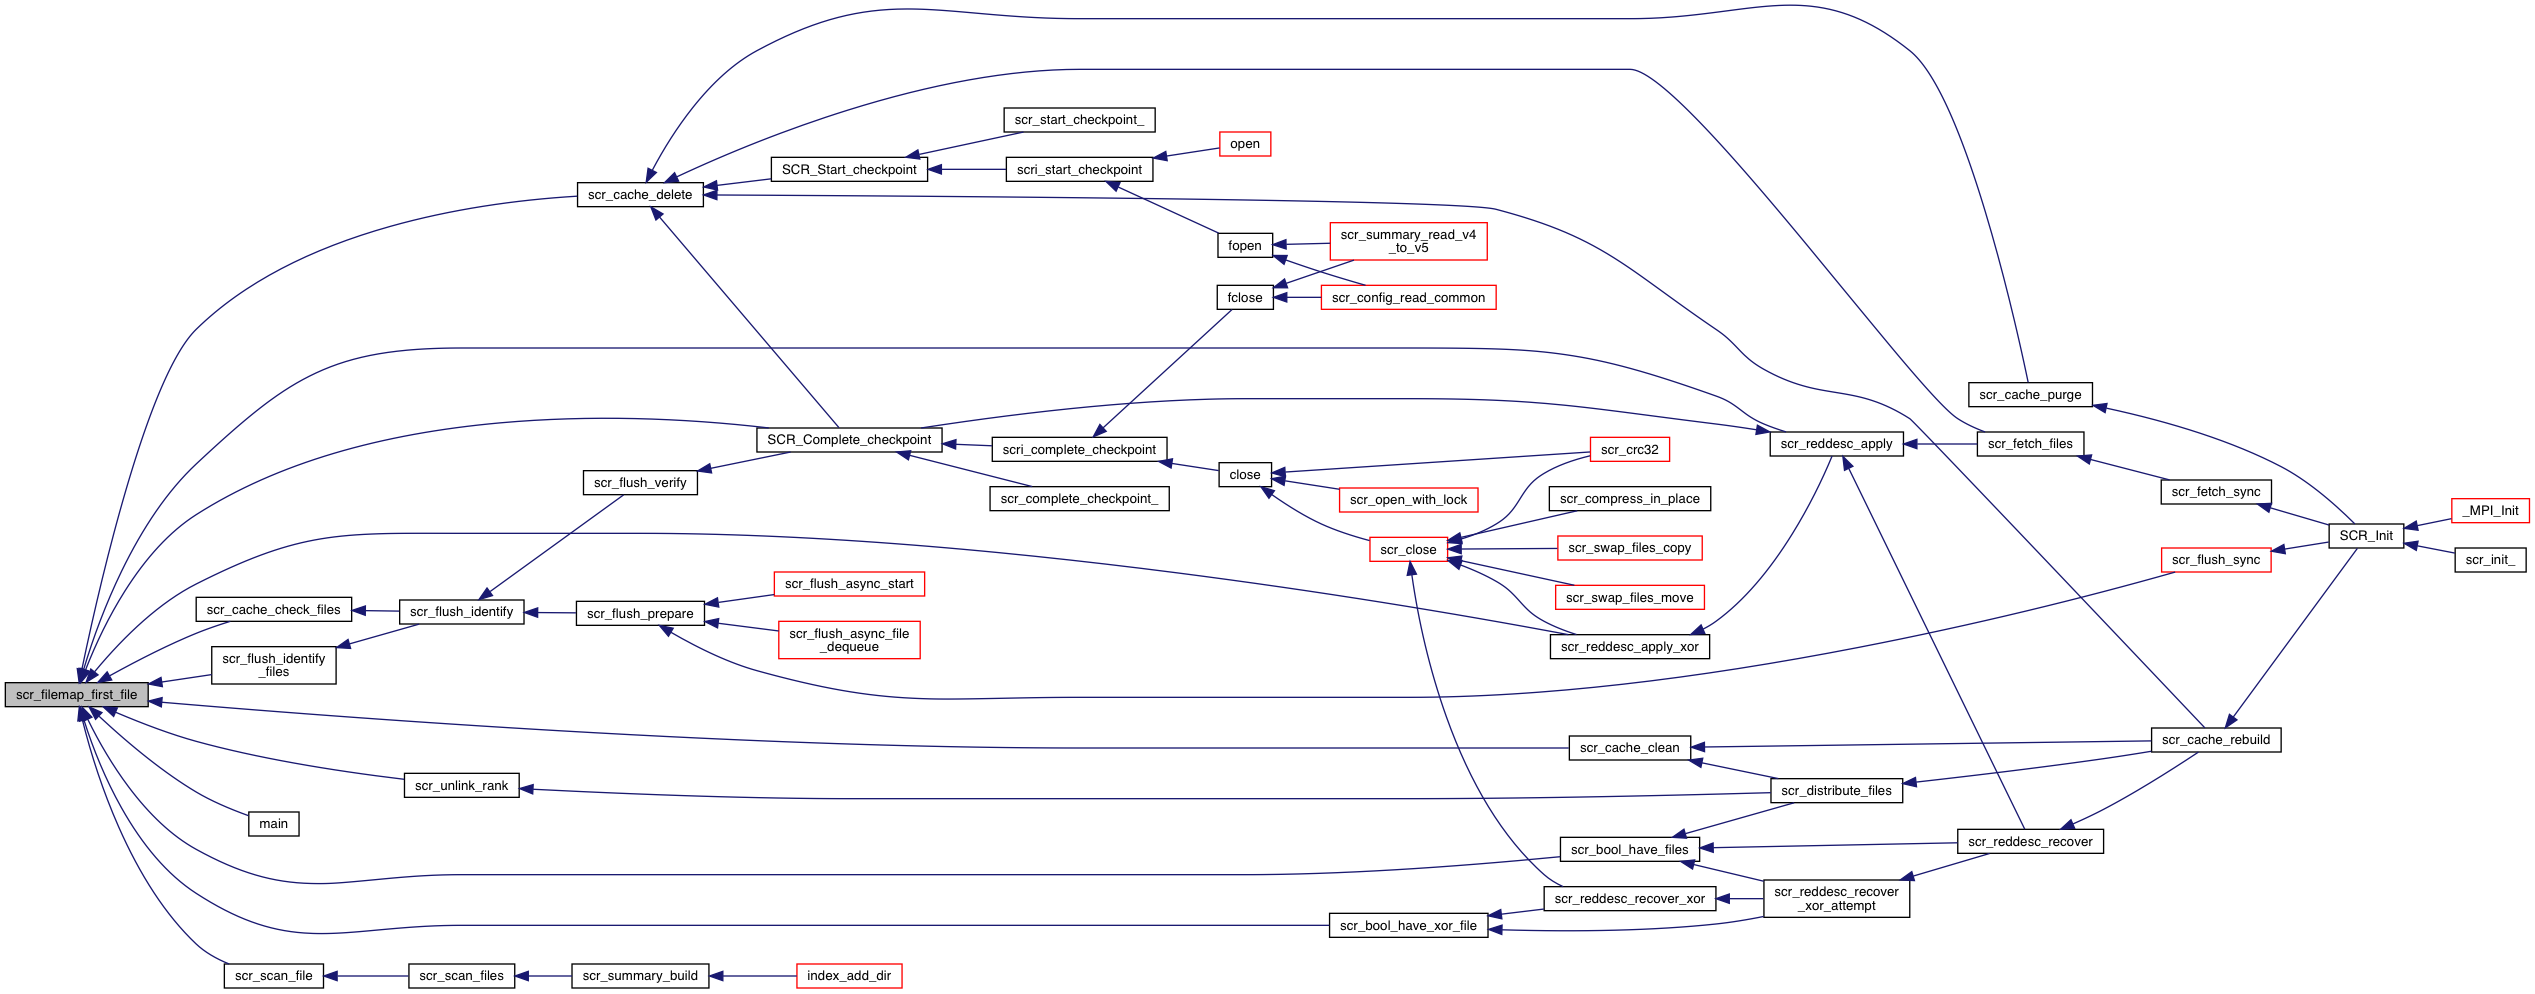 scr_start_checkpoint_
open
SCR_Start_checkpoint
scri_start_checkpoint
scr_cache_delete
scr_summary_read_v4
_to_v5
fopen
fclose
scr_config_read_common
scr_cache_purge
SCR_Complete_checkpoint
scri_complete_checkpoint
scr_crc32
scr_reddesc_apply
scr_fetch_files
close
scr_flush_verify
scr_complete_checkpoint_
scr_open_with_lock
scr_compress_in_place
scr_fetch_sync
_MPI_Init
SCR_Init
scr_close
scr_swap_files_copy
scr_flush_sync
scr_init_
scr_flush_async_start
scr_swap_files_move
scr_cache_check_files
scr_flush_identify
scr_flush_prepare
scr_flush_async_file
_dequeue
scr_reddesc_apply_xor
scr_flush_identify
_files
scr_filemap_first_file
scr_cache_clean
scr_cache_rebuild
scr_unlink_rank
scr_distribute_files
main
scr_bool_have_files
scr_reddesc_recover
scr_reddesc_recover_xor
scr_reddesc_recover
_xor_attempt
scr_bool_have_xor_file
scr_scan_file
scr_scan_files
scr_summary_build
index_add_dir